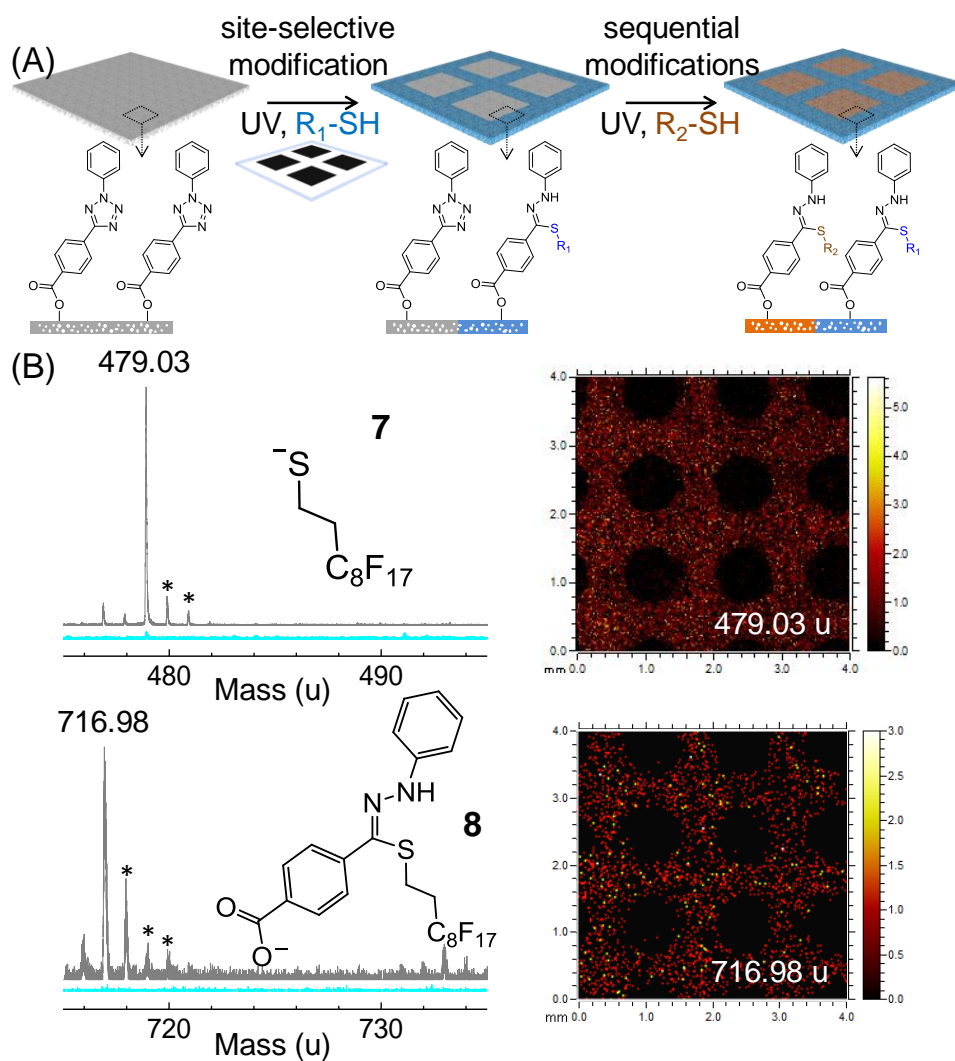 (A)
site-selective
modification
UV, R1-SH
sequential
modifications
UV, R2-SH
N
N
N
N
N
N
N
N
O
O
O
O
N
N
N
N
N
NH
S
R1
O
O
O
O
N
NH
S
R2
N
NH
S
R1
O
O
O
O
(B)
479.03
7
⁻S
C8F17
* *
480 490
Mass (u)
4.0
3.0
2.0
1.0
0.0
mm 0.0 1.0 2.0 3.0 4.0
479.03 u
5.0
4.0
3.0
2.0
1.0
0.0
716.98
8
N
NH
S
O
O⁻
C8F17
* * *
720 730
Mass (u)
4.0
3.0
2.0
1.0
0.0
mm 0.0 1.0 2.0 3.0 4.0
716.98 u
3.0
2.5
2.0
1.5
1.0
0.5
0.0